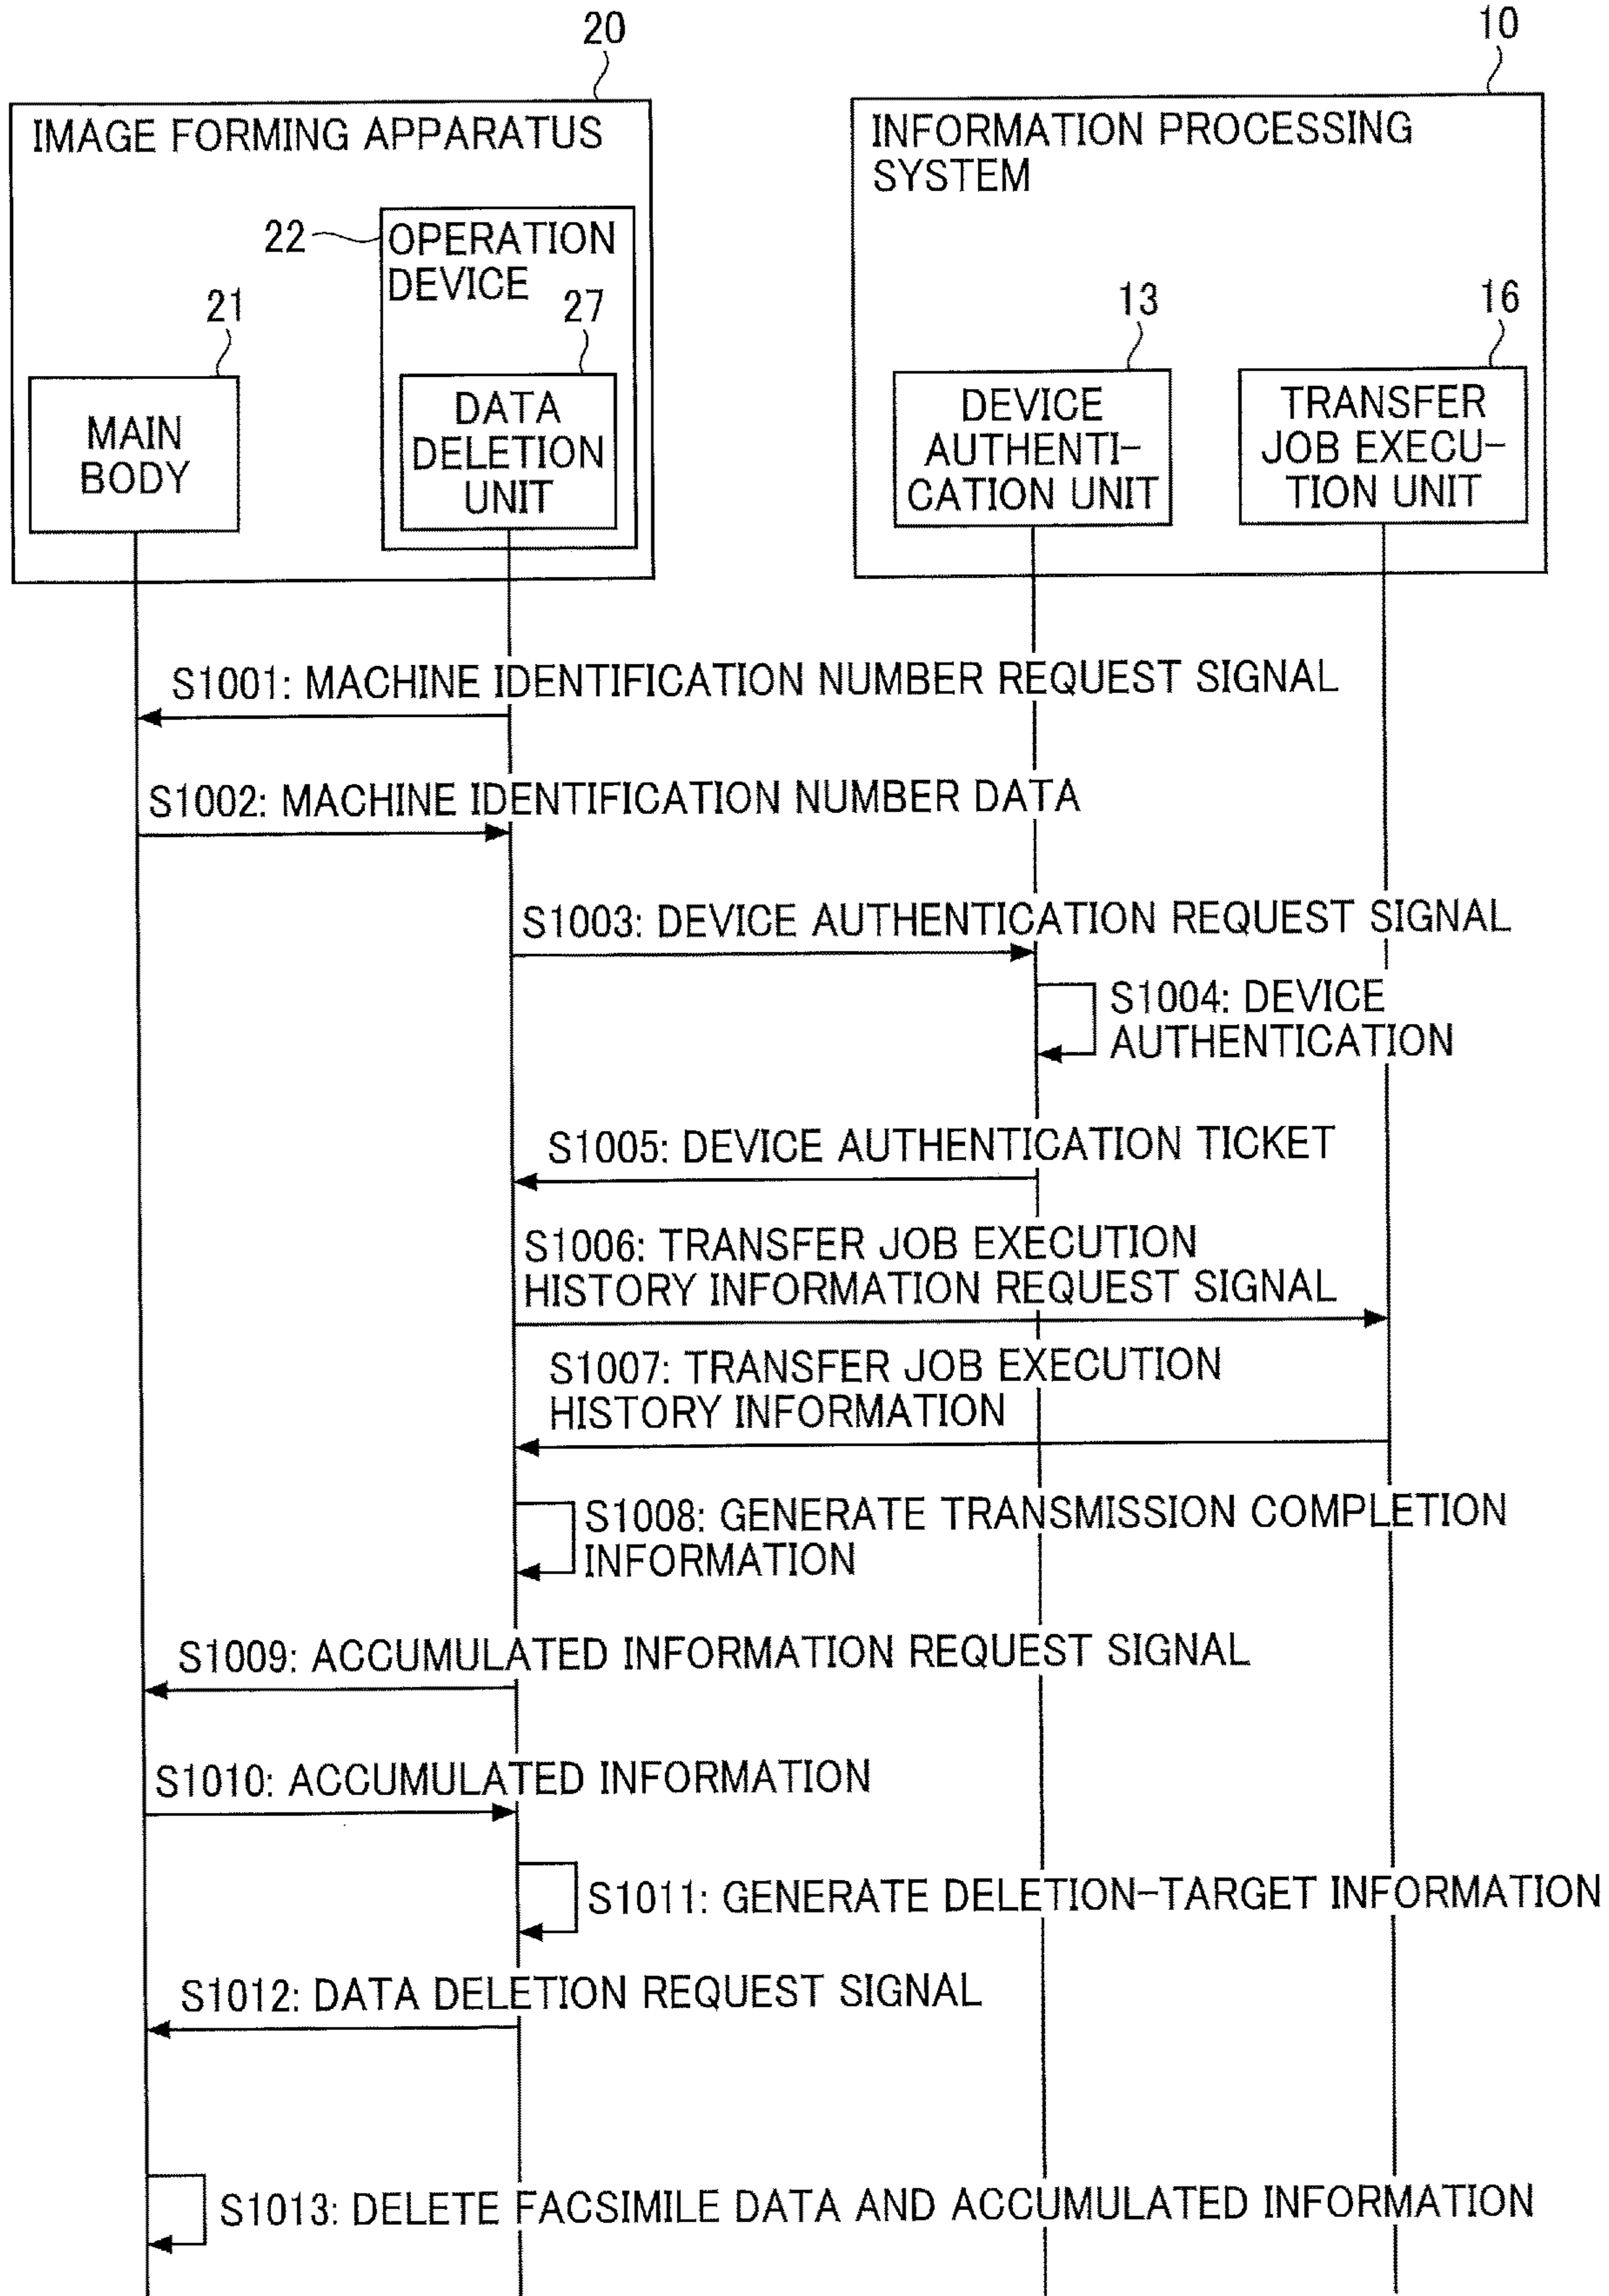 20
10
IMAGE FORMING APPARATUS
INFORMATION PROCESSING
SYSTEM
22
OPERATION
DEVICE
21
27
13
16
MAIN
BODY
DATA
DELETION
UNIT
DEVICE
AUTHENTI-
CATION UNIT
TRANSFER
JOB EXECU-
TION UNIT
S1001: MACHINE IDENTIFICATION NUMBER REQUEST SIGNAL
S1002: MACHINE IDENTIFICATION NUMBER DATA
S1003: DEVICE AUTHENTICATION REQUEST SIGNAL
S1004: DEVICE
AUTHENTICATION
S1005: DEVICE AUTHENTICATION TICKET
S1006: TRANSFER JOB EXECUTION
HISTORY INFORMATION REQUEST SIGNAL
S1007: TRANSFER JOB EXECUTION
HISTORY INFORMATION
S1008: GENERATE TRANSMISSION COMPLETION
INFORMATION
S1009: ACCUMULATED INFORMATION REQUEST SIGNAL
S1010: ACCUMULATED INFORMATION
S1011: GENERATE DELETION-TARGET INFORMATION
S1012: DATA DELETION REQUEST SIGNAL
S1013: DELETE FACSIMILE DATA AND ACCUMULATED INFORMATION